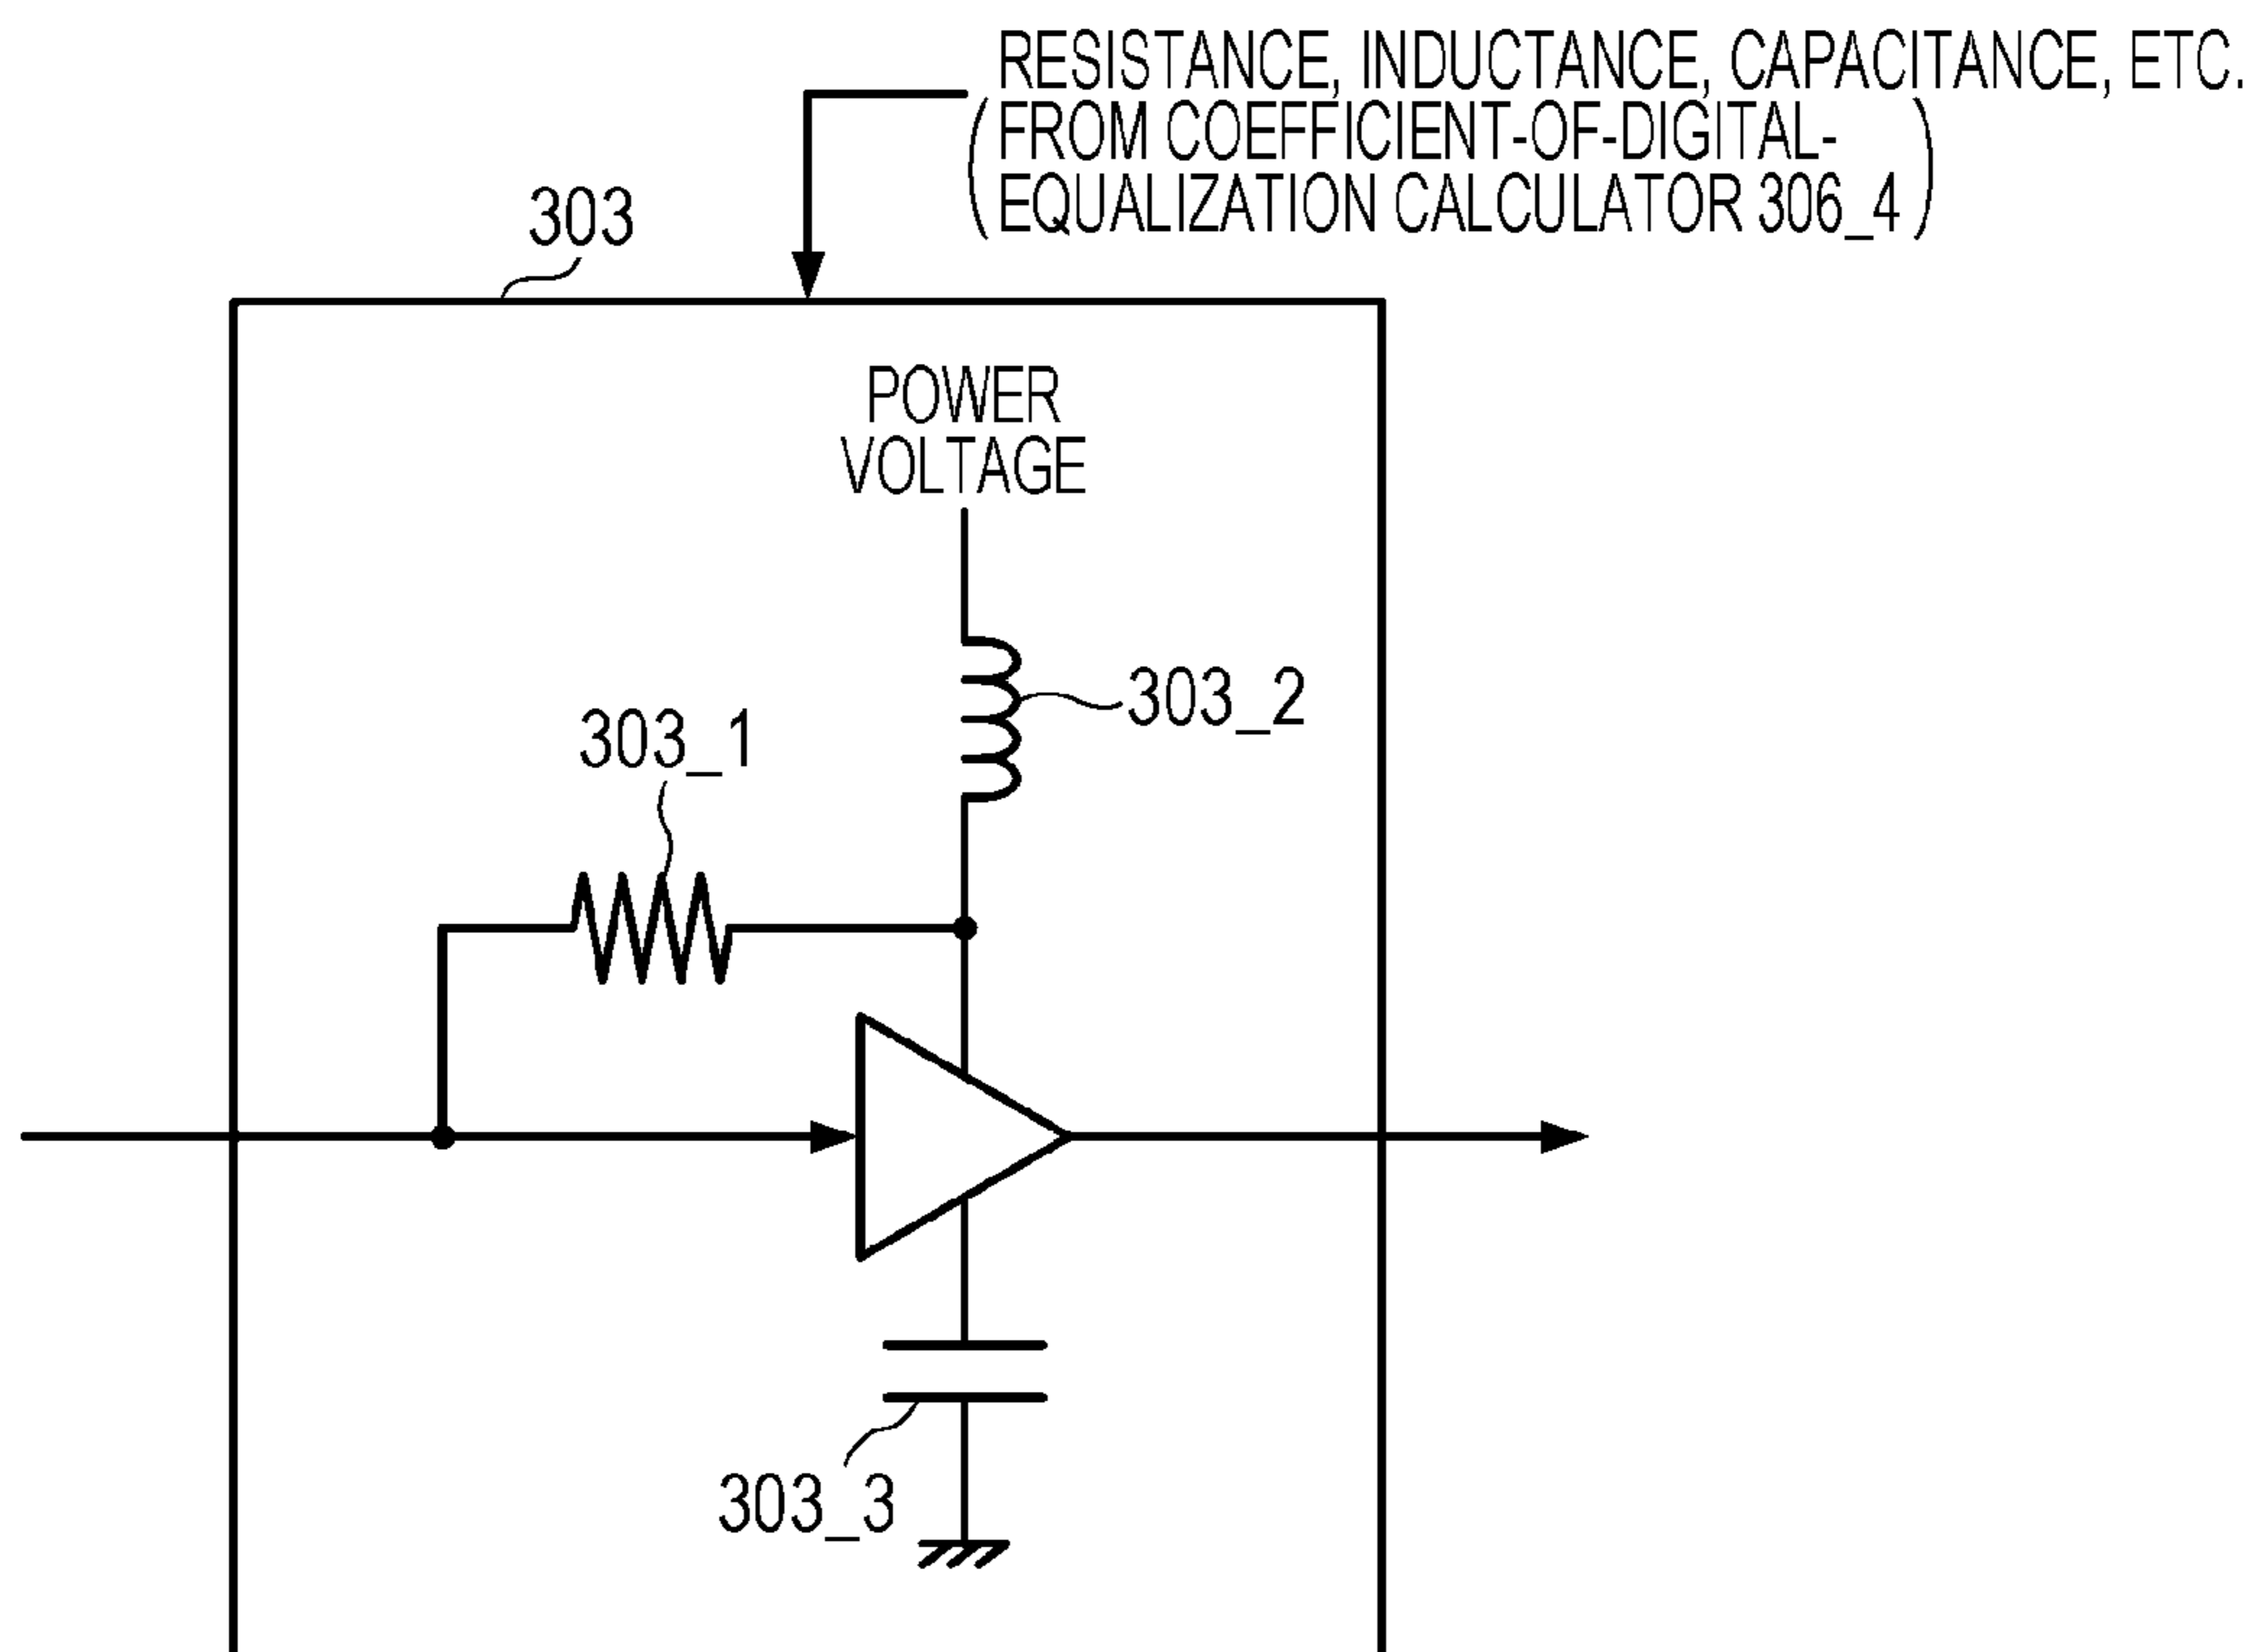 RESISTANCE, INDUCTANCE, CAPACITANCE, ETC.
(FROM COEFFICIENT-OF-DIGITAL-
EQUALIZATION CALCULATOR 306_4)
303
POWER
VOLTAGE
303_2
303_1
303_3